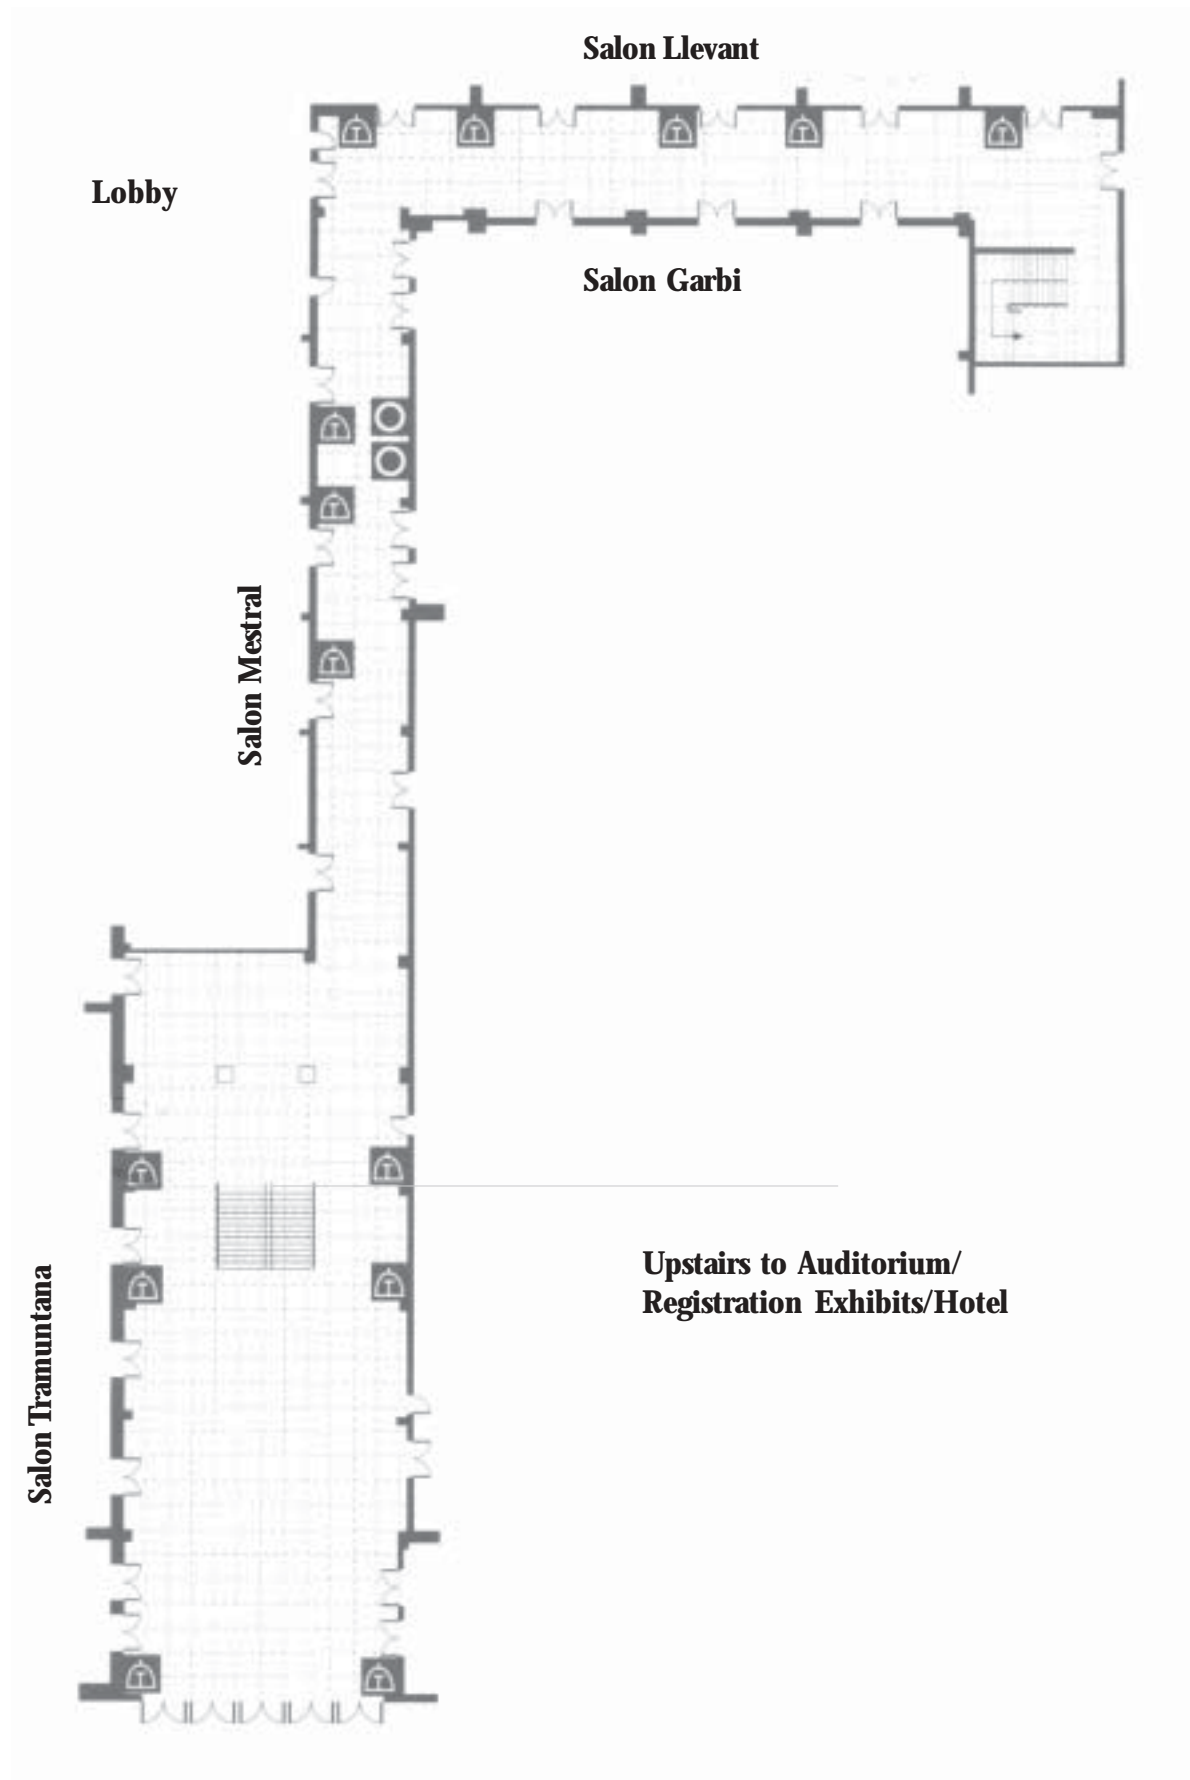 Salon Llevant
Lobby
Salon Garbi
Salon Mestral
Upstairs to Auditorium/
Registration Exhibits/Hotel
Salon Tramuntana